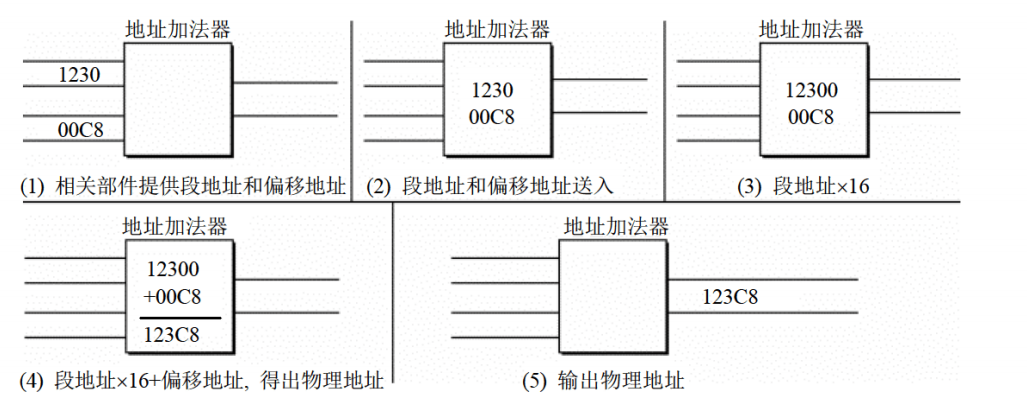 地址加法器
1230
00C8
(1) 相关部件提供段地址和偏移地址
地址加法器
1230
00C8
(2) 段地址和偏移地址送入
地址加法器
12300
00C8
(3) 段地址×16
地址加法器
12300
+00C8
123C8
(4) 段地址×16+偏移地址, 得出物理地址
地址加法器
123C8
(5) 输出物理地址